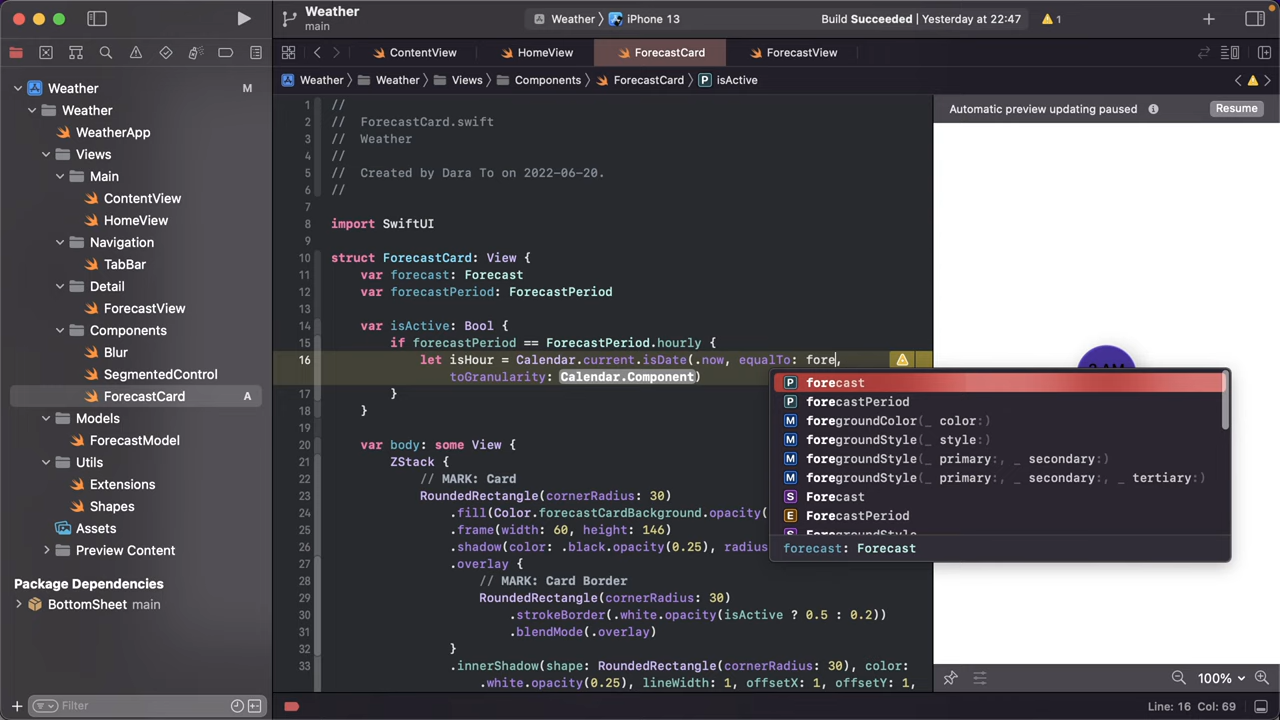 Weather
main
Weather
iPhone 13
Build Succeeded | Yesterday at 22:47
1
ContentView
HomeView
ForecastCard
ForecastView
Weather
Weather
Views
Components
ForecastCard
P
isActive
Weather
M
Weather
WeatherApp
Views
Main
ContentView
HomeView
Navigation
TabBar
Detail
ForecastView
Components
Blur
SegmentedControl
ForecastCard
A
Models
ForecastModel
Utils
Extensions
Shapes
Assets
Preview Content
Package Dependencies
BottomSheet main
Filter
1 //
2 //  ForecastCard.swift
3 //  Weather
4 //
5 //  Created by Dara To on 2022-06-20.
6 //
7
8 import SwiftUI
9
10 struct ForecastCard: View {
11 var forecast: Forecast
12 var forecastPeriod: ForecastPeriod
13
14 var isActive: Bool {
15 if forecastPeriod == ForecastPeriod.hourly {
16 let isHour = Calendar.current.isDate(.now, equalTo: fore,
toGranularity: Calendar.Component)
17 }
18 }
19
20 var body: some View {
21 ZStack {
22 // MARK: Card
23 RoundedRectangle(cornerRadius: 30)
24 .fill(Color.forecastCardBackground.opacity(
25 .frame(width: 60, height: 146)
26 .shadow(color: .black.opacity(0.25), radius
27 .overlay {
28 // MARK: Card Border
29 RoundedRectangle(cornerRadius: 30)
30 .strokeBorder(.white.opacity(isActive ? 0.5 : 0.2))
31 .blendMode(.overlay)
32 }
33 .innerShadow(shape: RoundedRectangle(cornerRadius: 30), color:
.white.opacity(0.25), lineWidth: 1, offsetX: 1, offsetY: 1,
P forecast
P forecastPeriod
M foregroundColor(_ color:)
M foregroundStyle(_ style:)
M foregroundStyle(_ primary:, _ secondary:)
M foregroundStyle(_ primary:, _ secondary:, _ tertiary:)
S Forecast
E ForecastPeriod
S ForegroundStyle
forecast: Forecast
Automatic preview updating paused
Resume
100%
Line: 16 Col: 69